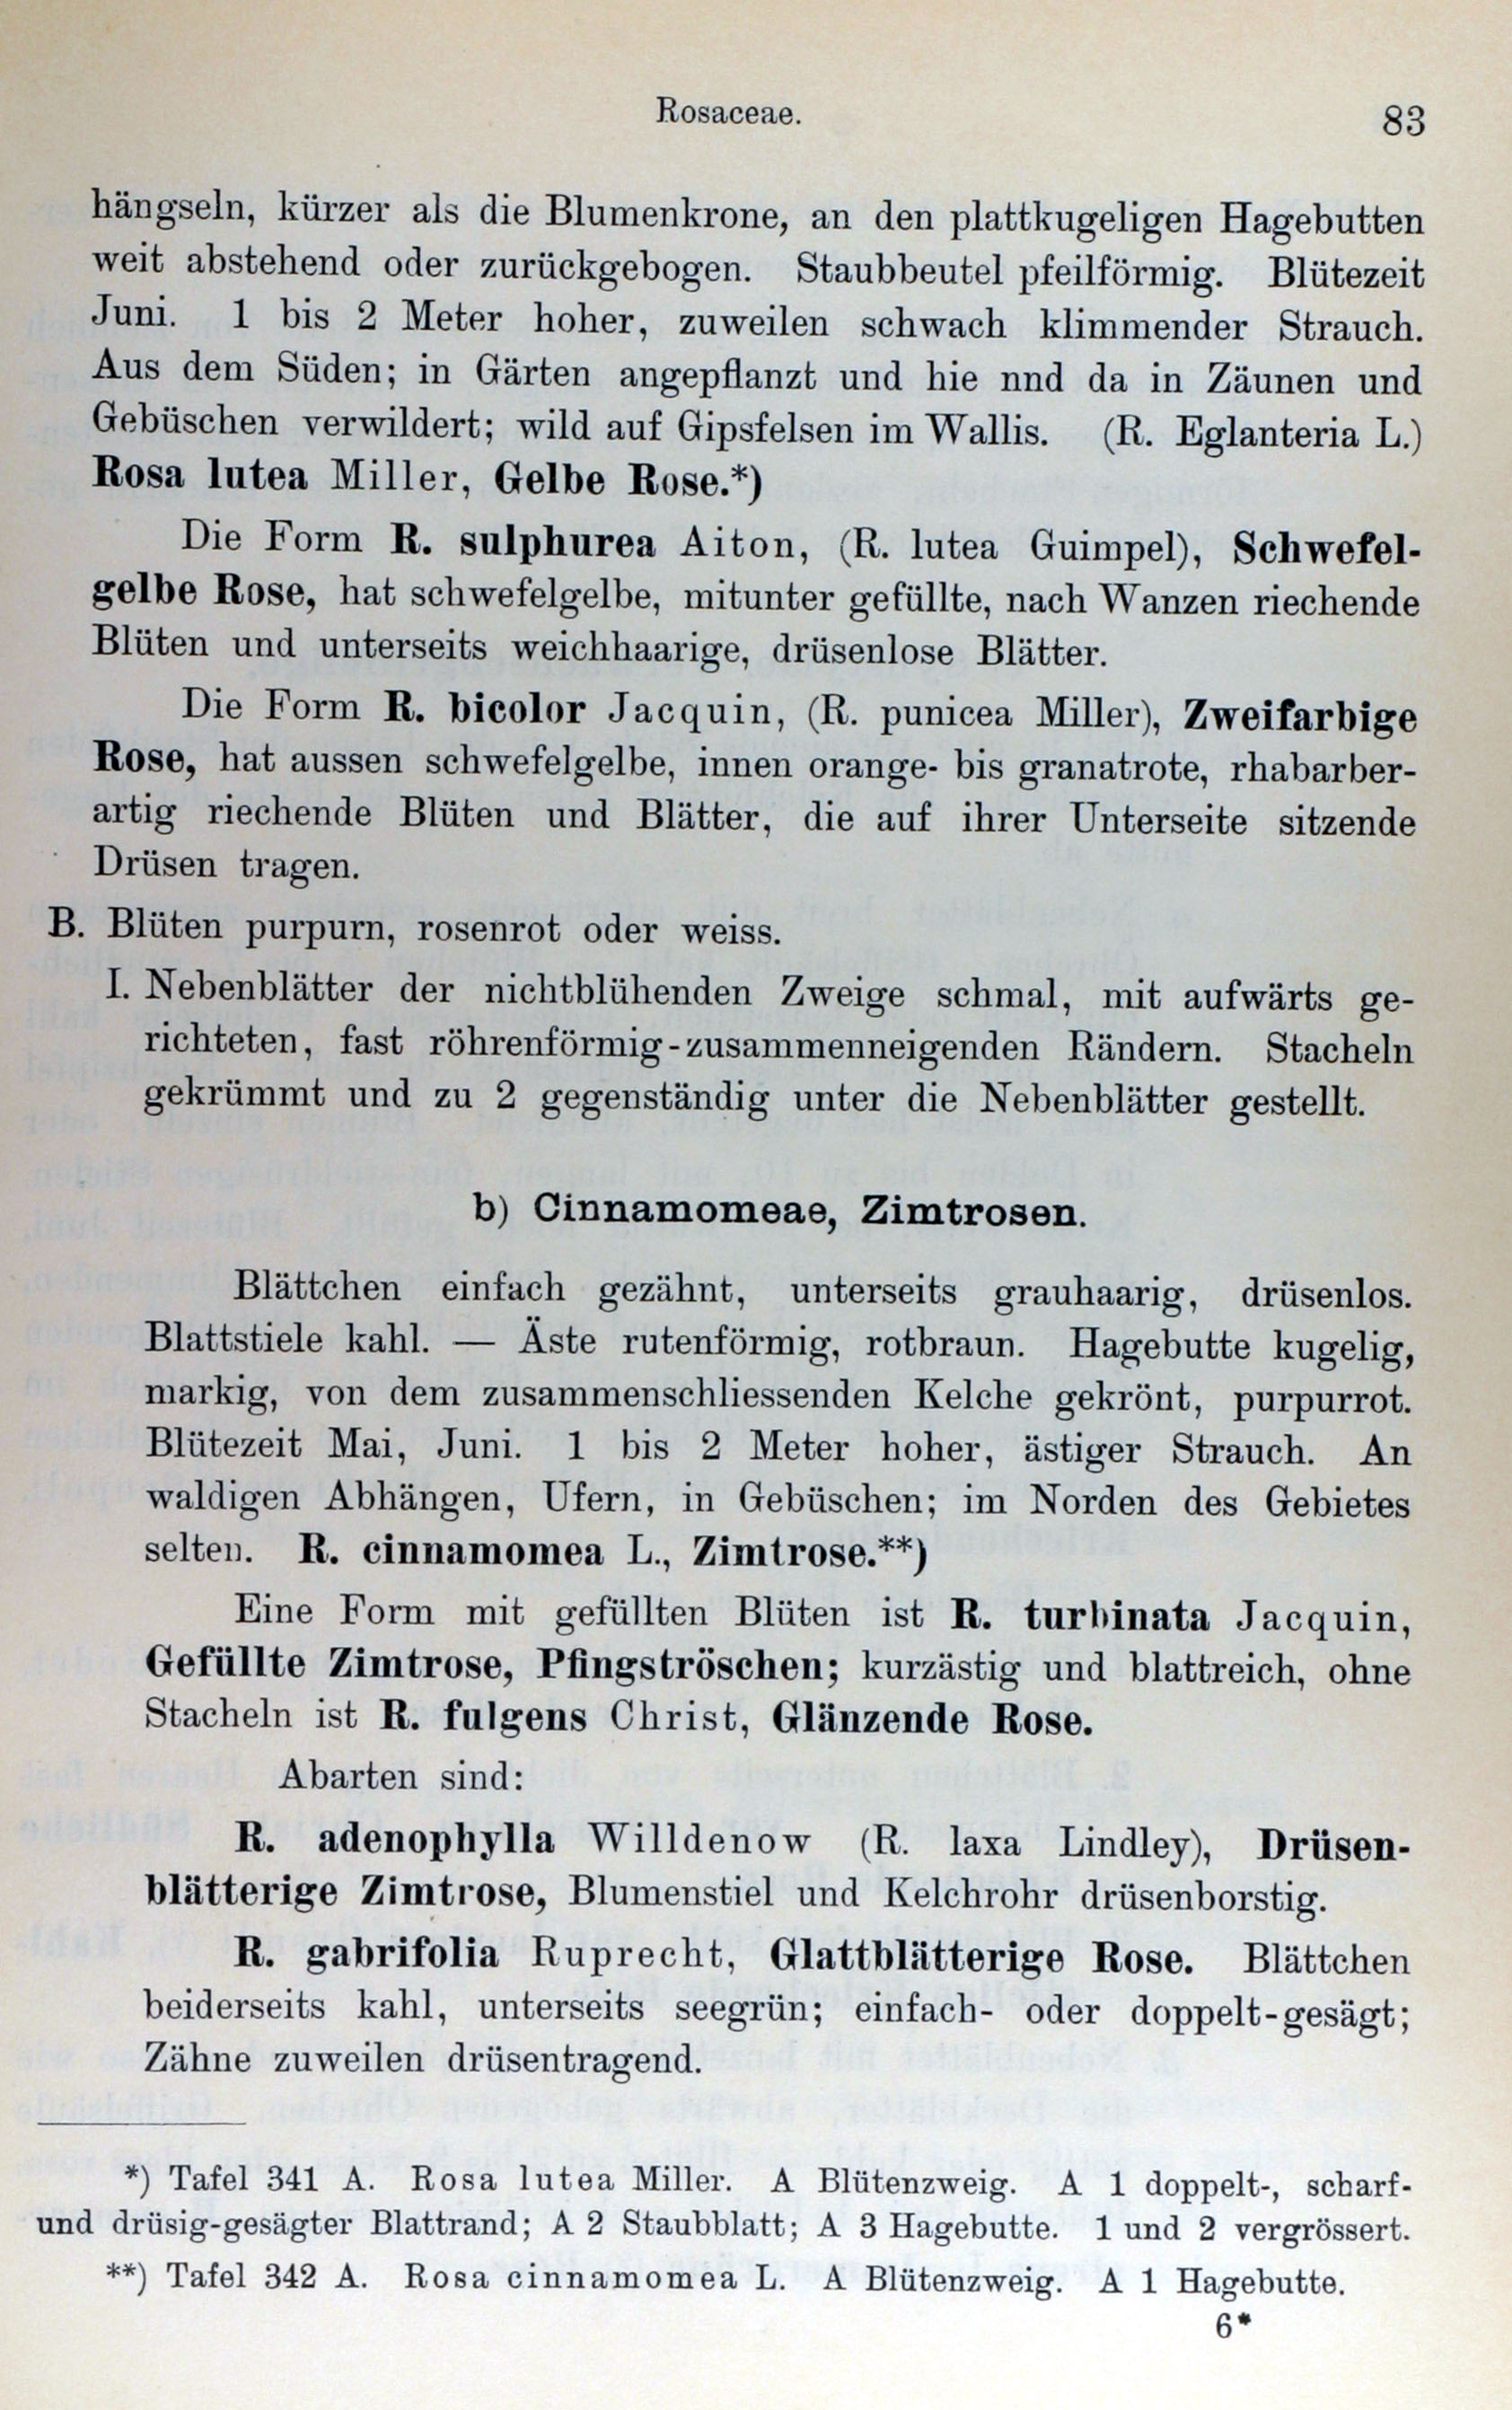 Rosaceae.
83
hängseln, kürzer als die Blumenkrone, an den plattkugeligen Hagebutten
weit abstehend oder zurückgebogen. Staubbeutel pfeilförmig. Blütezeit
Juni. 1 bis 2 Meter hoher, zuweilen schwach klimmender Strauch.
Aus dem Süden; in Gärten angepflanzt und hie nnd da in Zäunen und
Gebüschen verwildert; wild auf Gipsfelsen im Wallis. (R. Eglanteria L.)
Rosa lutea Miller, Gelbe Rose.*)
Die Form R. sulphurea Aiton, (R. lutea Guimpel), Schwefel-
gelbe Rose, hat schwefelgelbe, mitunter gefüllte, nach Wanzen riechende
Blüten und unterseits weichhaarige, drüsenlose Blätter.
Die Form R. bicolor Jacquin, (R. punicea Miller), Zweifarbige
Rose, hat aussen schwefelgelbe, innen orange- bis granatrote, rhabarber-
artig riechende Blüten und Blätter, die auf ihrer Unterseite sitzende
Drüsen tragen.
B. Blüten purpurn, rosenrot oder weiss.
I. Nebenblätter der nichtblühenden Zweige schmal, mit aufwärts ge-
richteten, fast röhrenförmig-zusammenneigenden Rändern. Stacheln
gekrümmt und zu 2 gegenständig unter die Nebenblätter gestellt.
b) Cinnamomeae, Zimtrosen.
Blättchen einfach gezähnt, unterseits grauhaarig, drüsenlos.
Blattstiele kahl. — Äste rutenförmig, rotbraun. Hagebutte kugelig,
markig, von dem zusammenschliessenden Kelche gekrönt, purpurrot.
Blütezeit Mai, Juni. 1 bis 2 Meter hoher, ästiger Strauch. An
waldigen Abhängen, Ufern, in Gebüschen; im Norden des Gebietes
selten. R. cinnamomea L., Zimtrose.**)
Eine Form mit gefüllten Blüten ist R. turbinata Jacquin,
Gefüllte Zimtrose, Pfingströschen; kurzästig und blattreich, ohne
Stacheln ist R. fulgens Christ, Glänzende Rose.
Abarten sind:
R. adenophylla Willdenow (R. laxa Lindley), Drüsen-
blätterige Zimtrose, Blumenstiel und Kelchrohr drüsenborstig.
R. gabrifolia Ruprecht, Glattblätterige Rose. Blättchen
beiderseits kahl, unterseits seegrün; einfach- oder doppelt-gesägt;
Zähne zuweilen drüsentragend.
*) Tafel 341 A. Rosa lutea Miller. A Blütenzweig. A 1 doppelt-, scharf-
und drüsig-gesägter Blattrand; A 2 Staubblatt; A 3 Hagebutte. 1 und 2 vergrössert.
**) Tafel 342 A. Rosa cinnamomea L. A Blütenzweig. A 1 Hagebutte.
6*